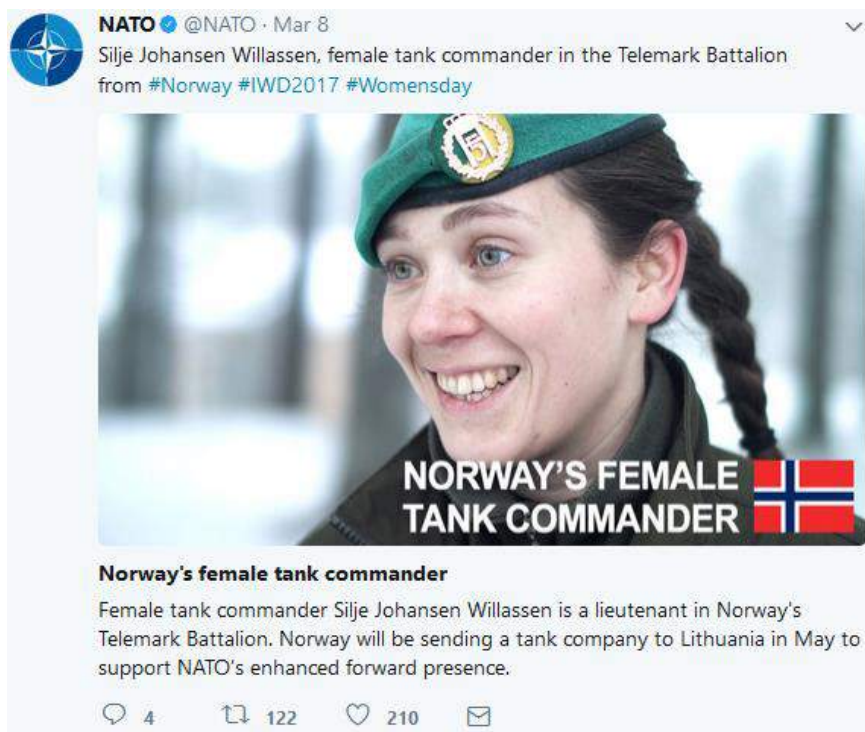 NATO @NATO · Mar 8
Silje Johansen Willassen, female tank commander in the Telemark Battalion
from #Norway #IWD2017 #Womensday
NORWAY'S FEMALE
TANK COMMANDER
Norway's female tank commander
Female tank commander Silje Johansen Willassen is a lieutenant in Norway's
Telemark Battalion. Norway will be sending a tank company to Lithuania in May to
support NATO's enhanced forward presence.
4 122 210